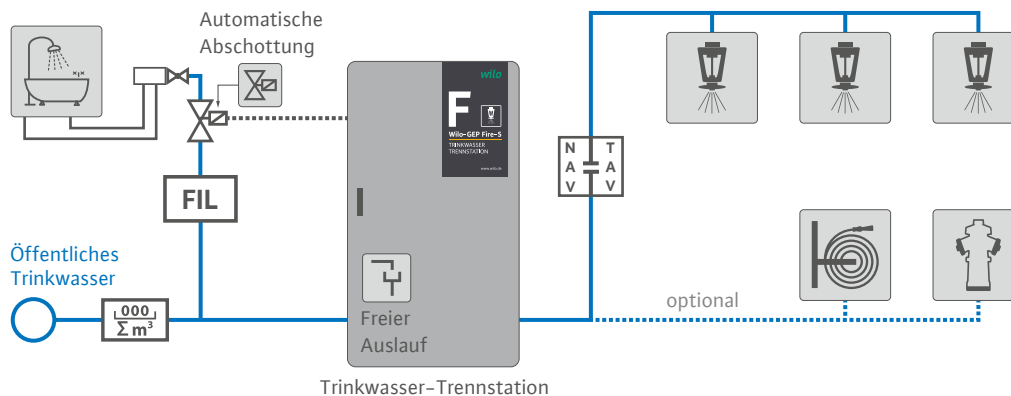 Automatische
Abschottung
wilo
F
Wilo-GEP Fire-S
TRINKWASSER
TRENNSTATION
www.wilo.de
N T
A A
V V
FIL
Öffentliches
Trinkwasser
000
Σ m³
Freier
Auslauf
optional
Trinkwasser-Trennstation